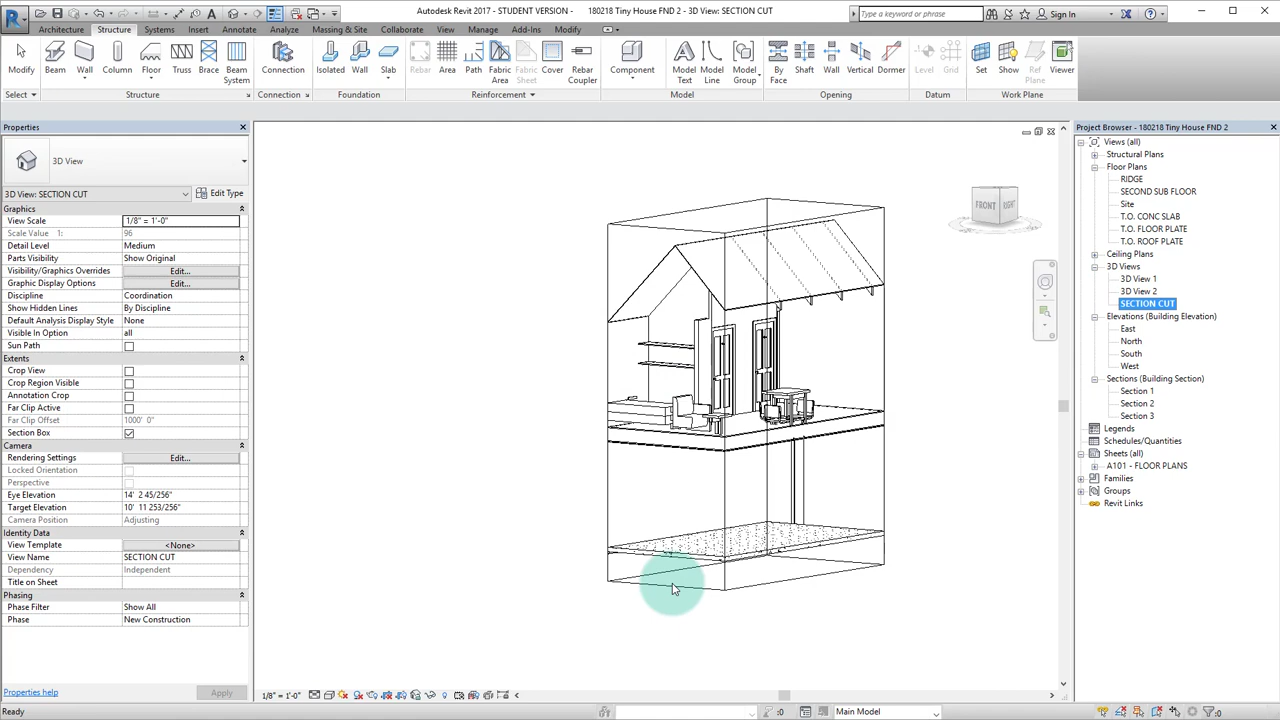 Autodesk Revit 2017 - STUDENT VERSION - 180218 Tiny House FND 2 - 3D View: SECTION CUT
Type a keyword or phrase
Sign In
Architecture Structure Systems Insert Annotate Analyze Massing & Site Collaborate View Manage Add-Ins Modify
Modify Beam Wall Column Floor Truss Brace Beam System Connection Isolated Wall Slab Rebar Area Path Fabric Area Fabric Sheet Cover Rebar Coupler Component Model Text Model Line Model Group By Face Shaft Wall Vertical Dormer Level Grid Set Show Ref Plane Viewer
Select Structure Connection Foundation Reinforcement Model Opening Datum Work Plane
Properties
3D View
3D View: SECTION CUT Edit Type
Graphics
View Scale 1/8" = 1'-0"
Scale Value 1: 96
Detail Level Medium
Parts Visibility Show Original
Visibility/Graphics Overrides Edit...
Graphic Display Options Edit...
Discipline Coordination
Show Hidden Lines By Discipline
Default Analysis Display Style None
Visible In Option all
Sun Path
Extents
Crop View
Crop Region Visible
Annotation Crop
Far Clip Active
Far Clip Offset 1000' 0"
Section Box
Camera
Rendering Settings Edit...
Locked Orientation
Perspective
Eye Elevation 14' 2 45/256"
Target Elevation 10' 11 253/256"
Camera Position Adjusting
Identity Data
View Template <None>
View Name SECTION CUT
Dependency Independent
Title on Sheet
Phasing
Phase Filter Show All
Phase New Construction
Properties help Apply
FRONT RIGHT
1/8" = 1'-0"
Project Browser - 180218 Tiny House FND 2
Views (all)
Structural Plans
Floor Plans
RIDGE
SECOND SUB FLOOR
Site
T.O. CONC SLAB
T.O. FLOOR PLATE
T.O. ROOF PLATE
Ceiling Plans
3D Views
3D View 1
3D View 2
SECTION CUT
Elevations (Building Elevation)
East
North
South
West
Sections (Building Section)
Section 1
Section 2
Section 3
Legends
Schedules/Quantities
Sheets (all)
A101 - FLOOR PLANS
Families
Groups
Revit Links
Ready :0 Main Model :0